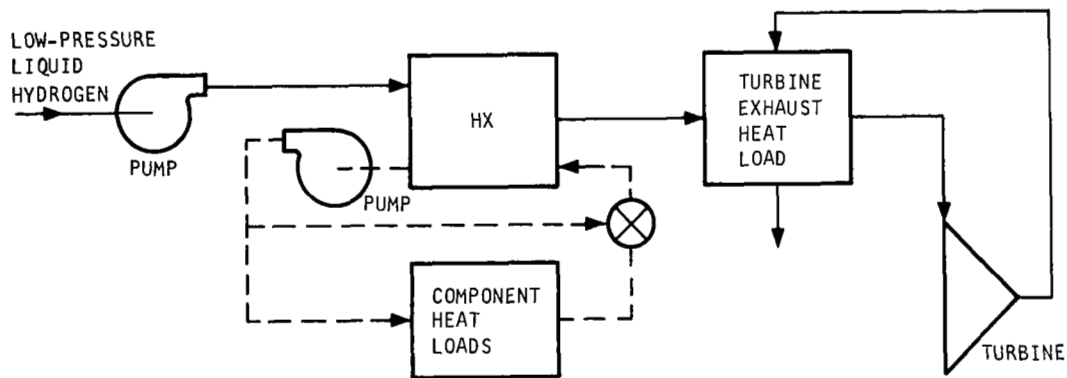 LOW-PRESSURE
LIQUID
HYDROGEN
PUMP
HX
PUMP
TURBINE
EXHAUST
HEAT
LOAD
COMPONENT
HEAT
LOADS
TURBINE